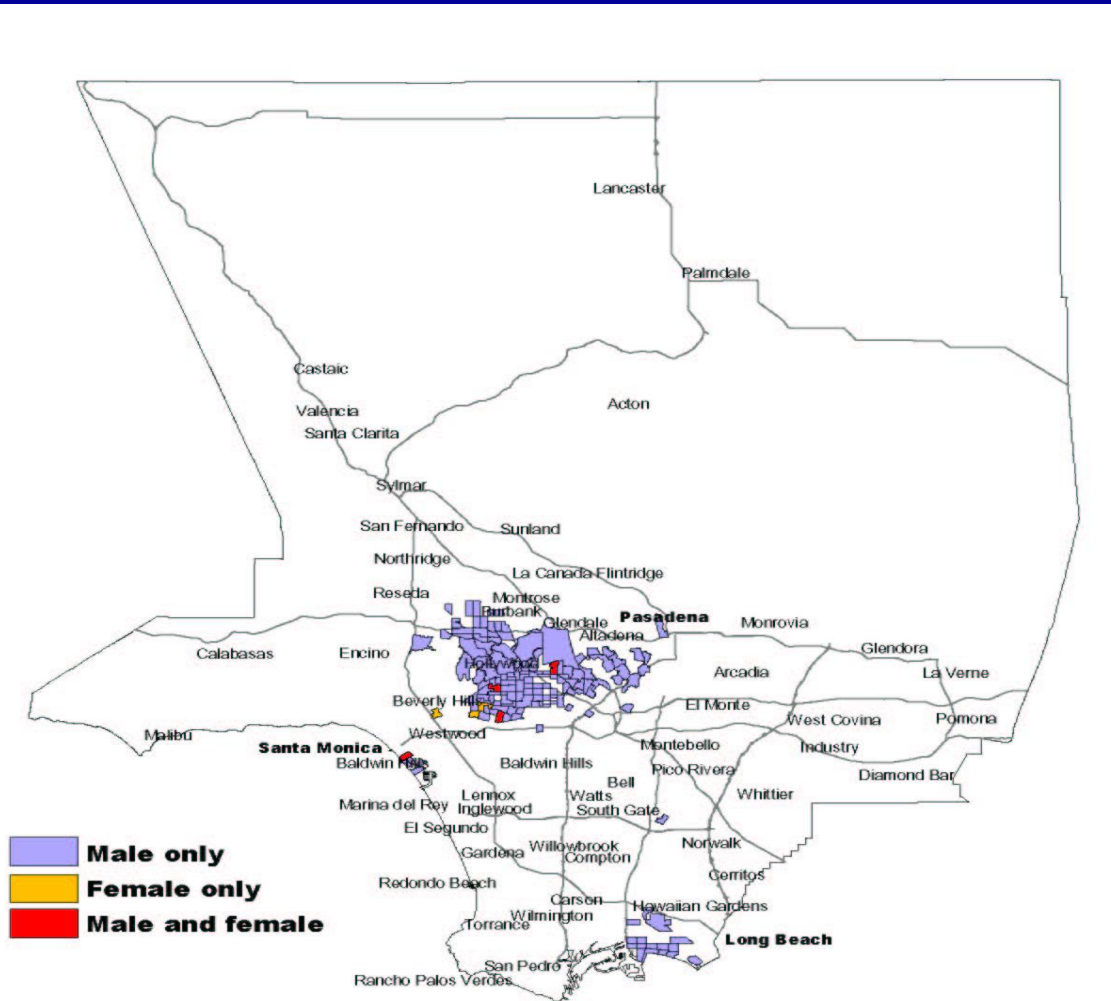 Lancaster
Palmdale
Castaic
Acton
Valencia
Santa Clarita
Sylmar
San Fernando
Sunland
Northridge
La Canada Flintridge
Reseda
Montrose
Burbank
Pasadena
Glendale
Monrovia
Altadena
Calabasas
Encino
Glendora
Hollywood
Arcadia
La Verne
Beverly Hills
El Monte
West Covina
Pomona
Malibu
Westwood
Santa Monica
Montebello
Industry
Baldwin Hills
Baldwin Hills
Pico Rivera
Diamond Bar
Bell
Lennox
Watts
Whittier
Marina del Rey
Inglewood
South Gate
El Segundo
Male only
Gardena
Willowbrook
Norwalk
Compton
Female only
Redondo Beach
Cerritos
Carson
Hawaiian Gardens
Male and female
Wilmington
Torrance
Long Beach
San Pedro
Rancho Palos Verdes